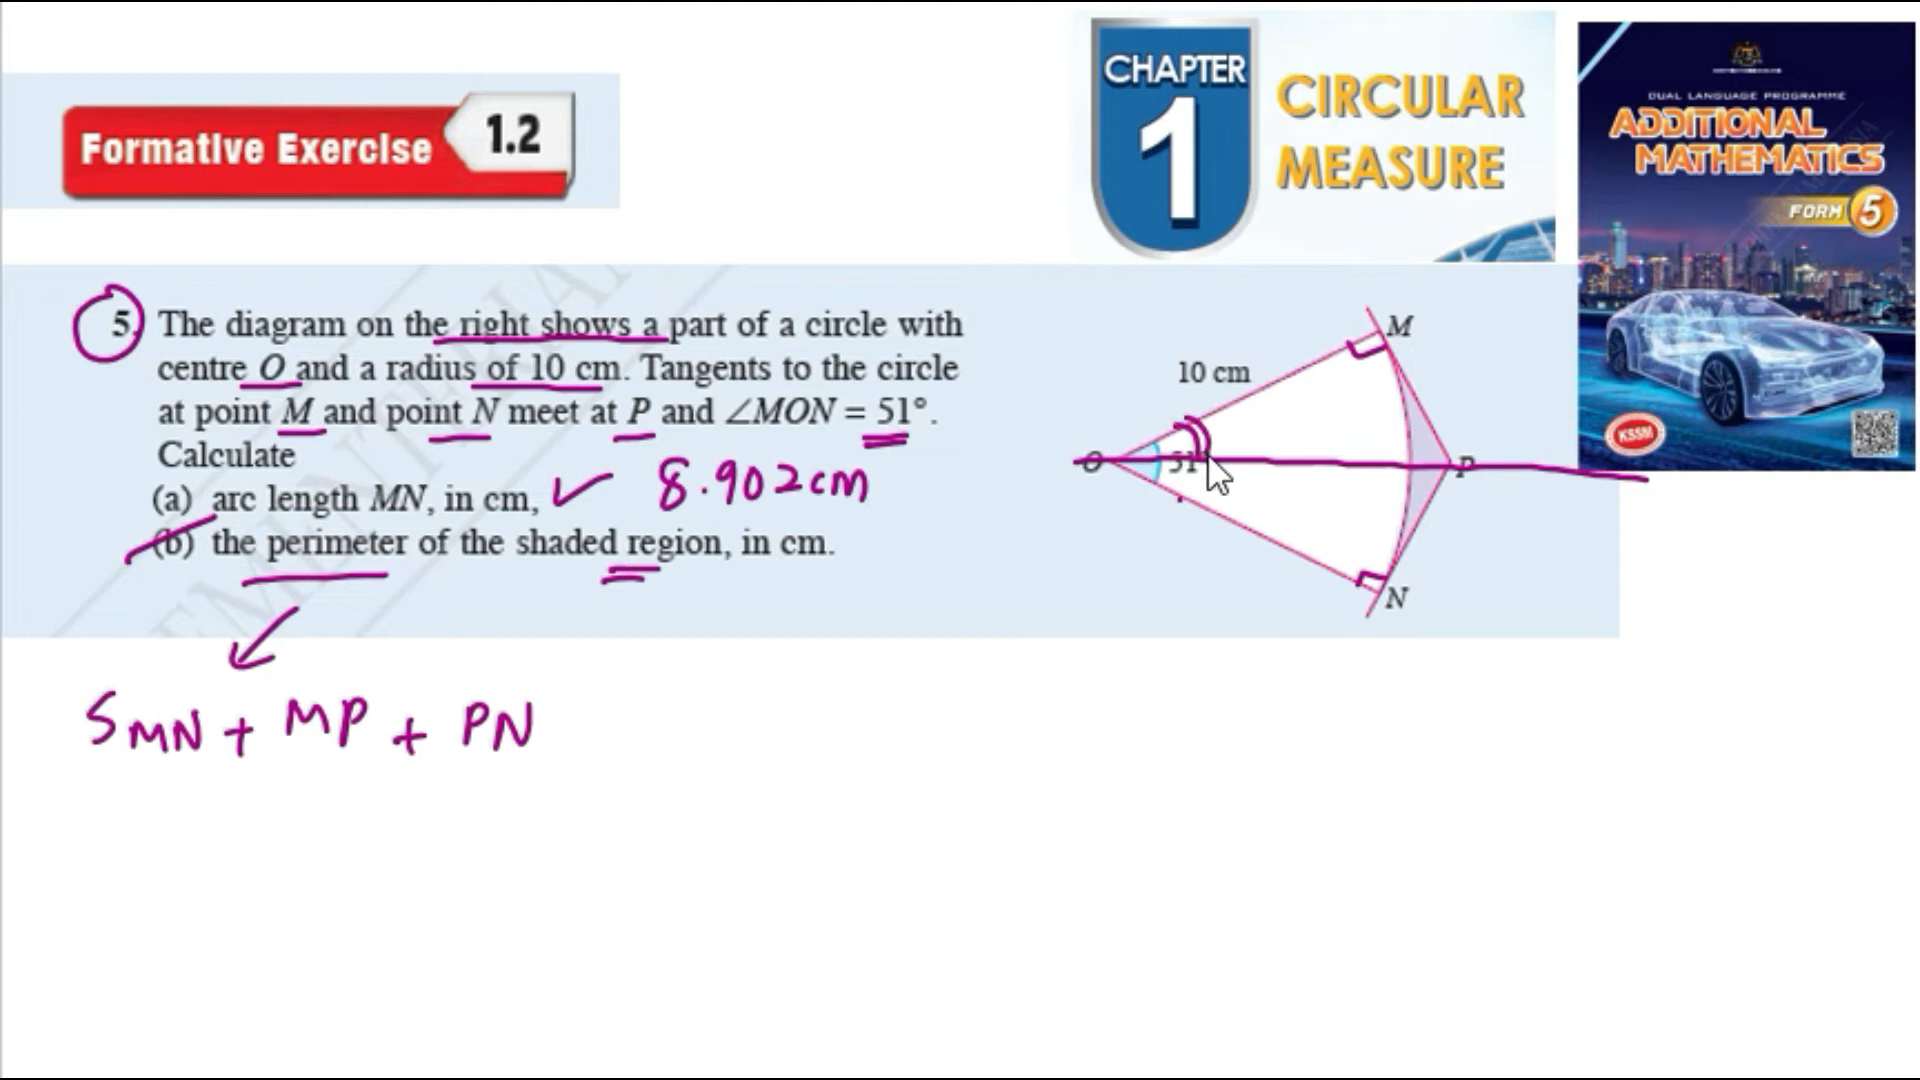 Formative Exercise 1.2
CHAPTER
1
CIRCULAR
MEASURE
DUAL LANGUAGE PROGRAMME
ADDITIONAL
MATHEMATICS
FORM 5
KSSM
5. The diagram on the right shows a part of a circle with
centre O and a radius of 10 cm. Tangents to the circle
at point M and point N meet at P and ∠MON = 51°.
Calculate
(a) arc length MN, in cm, ✓ 8.902cm
(b) the perimeter of the shaded region, in cm.
M
10 cm
O
51
P
N
SMN + MP + PN